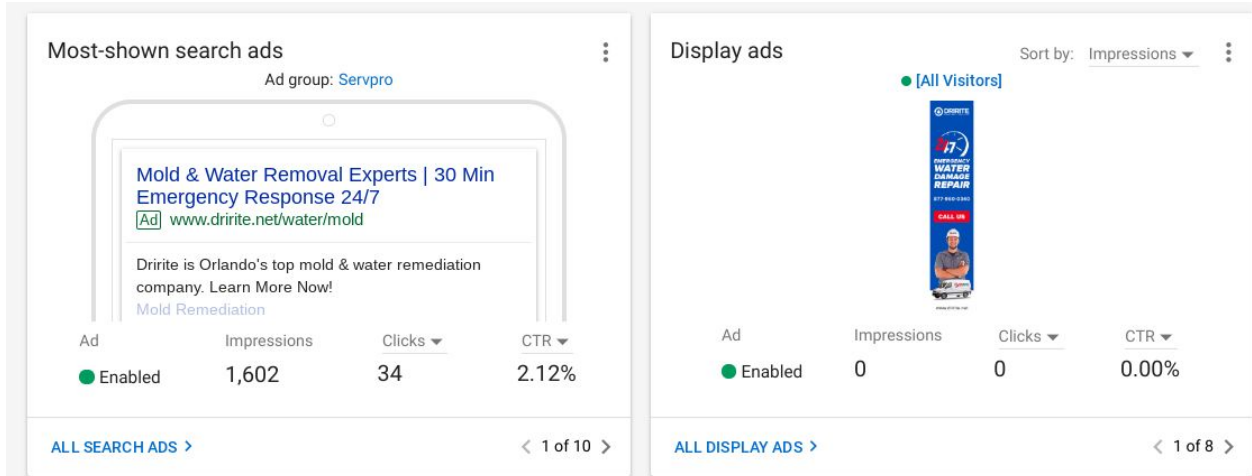 Most-shown search ads
Ad group: Servpro
Mold & Water Removal Experts | 30 Min
Emergency Response 24/7
Ad www.dririte.net/water/mold
Dririte is Orlando's top mold & water remediation
company. Learn More Now!
Mold Remediation
Ad Impressions Clicks CTR
Enabled 1,602 34 2.12%
ALL SEARCH ADS
1 of 10
Display ads
Sort by: Impressions
[All Visitors]
DRIRITE
EMERGENCY
WATER
DAMAGE
REPAIR
CALL US
Ad Impressions Clicks CTR
Enabled 0 0 0.00%
ALL DISPLAY ADS
1 of 8